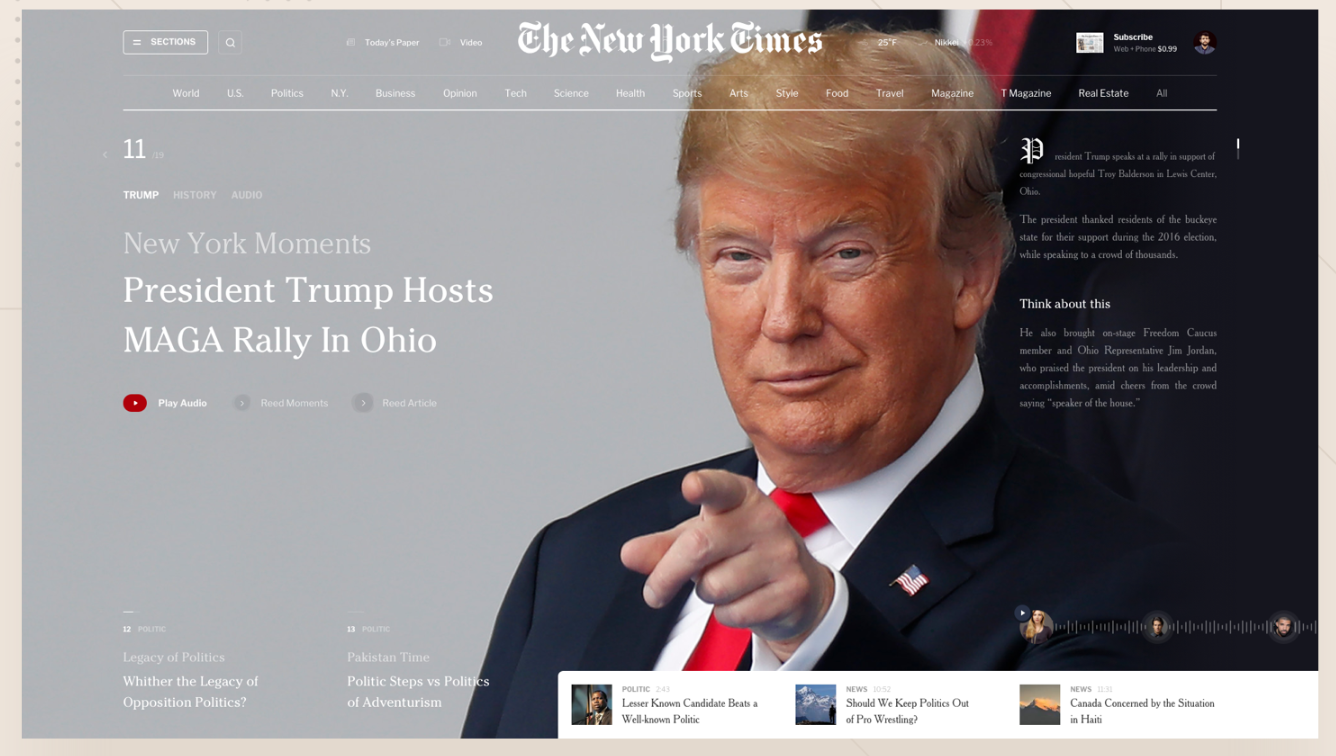 SECTIONS
Today's Paper
Video
The New York Times
25°F
Nikkei +0.23%
Subscribe
Web + Phone $0.99
World U.S. Politics N.Y. Business Opinion Tech Science Health Sports Arts Style Food Travel Magazine T Magazine Real Estate All
11 /19
TRUMP HISTORY AUDIO
New York Moments
President Trump Hosts
MAGA Rally In Ohio
Play Audio Reed Moments Reed Article
President Trump speaks at a rally in support of
congressional hopeful Troy Balderson in Lewis Center,
Ohio.
The president thanked residents of the buckeye
state for their support during the 2016 election,
while speaking to a crowd of thousands.
Think about this
He also brought on-stage Freedom Caucus
member and Ohio Representative Jim Jordan,
who praised the president on his leadership and
accomplishments, amid cheers from the crowd
saying “speaker of the house.”
12 POLITIC
Legacy of Politics
Whither the Legacy of
Opposition Politics?
13 POLITIC
Pakistan Time
Politic Steps vs Politics
of Adventurism
POLITIC 2:43
Lesser Known Candidate Beats a
Well-known Politic
NEWS 10:52
Should We Keep Politics Out
of Pro Wrestling?
NEWS 11:31
Canada Concerned by the Situation
in Haiti